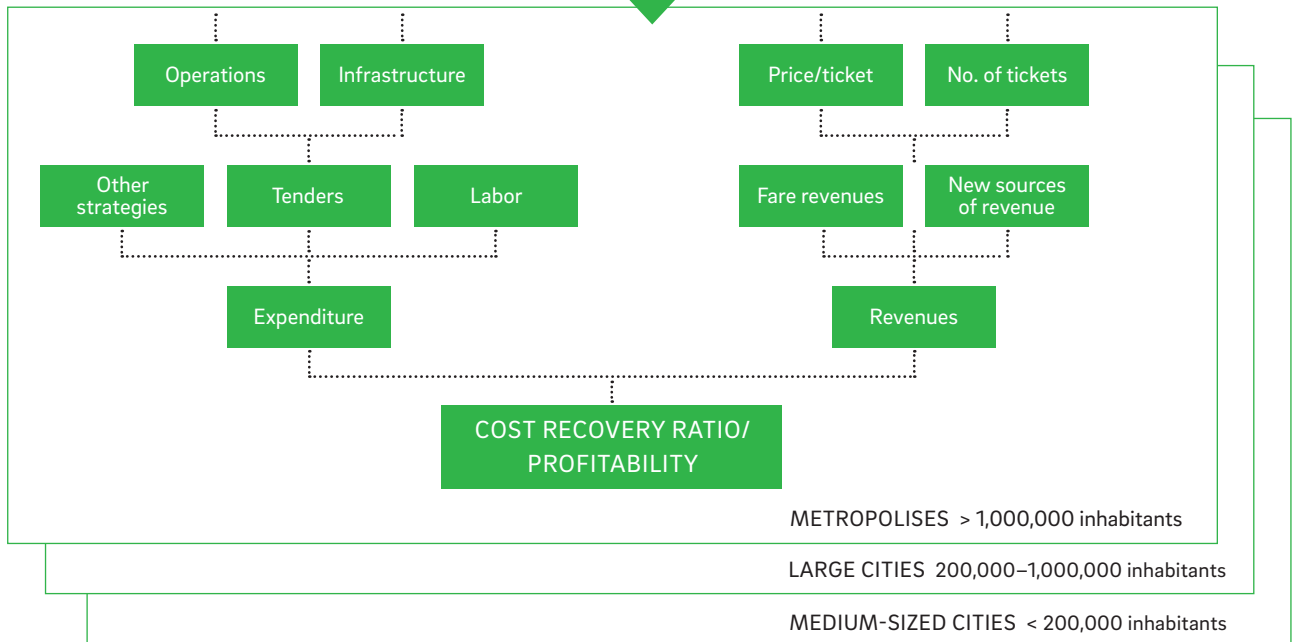 Operations
Infrastructure
Price/ticket
No. of tickets
Other
strategies
Tenders
Labor
Fare revenues
New sources
of revenue
Expenditure
Revenues
COST RECOVERY RATIO/
PROFITABILITY
METROPOLISES > 1,000,000 inhabitants
LARGE CITIES 200,000–1,000,000 inhabitants
MEDIUM-SIZED CITIES < 200,000 inhabitants